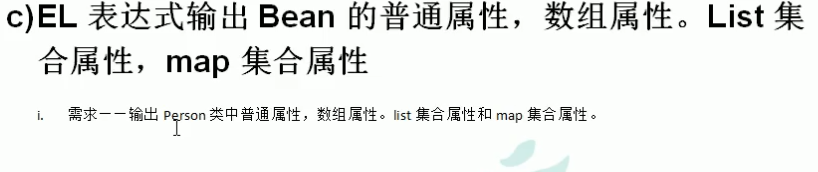 c)EL 表达式输出 Bean 的普通属性，数组属性。List 集
合属性，map 集合属性
i. 需求——输出 Person 类中普通属性，数组属性。list 集合属性和 map 集合属性。